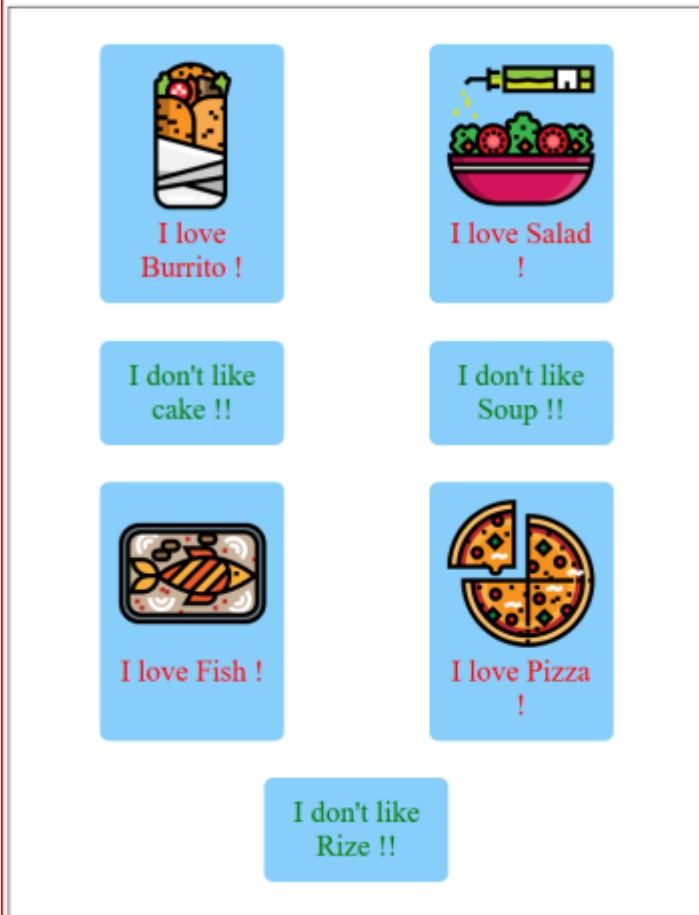 I love
Burrito !
I love Salad
!
I don't like
cake !!
I don't like
Soup !!
I love Fish !
I love Pizza
!
I don't like
Rize !!